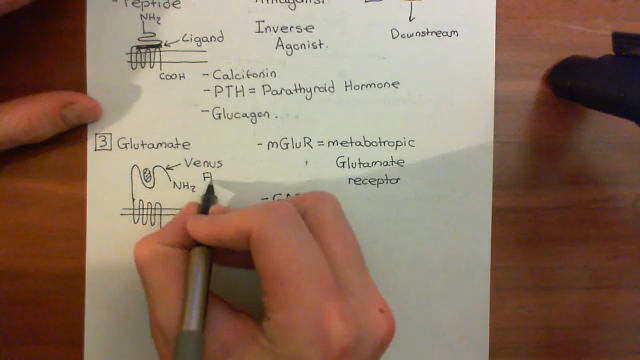 - Peptide
NH₂
Ligand
COOH
Antagonist
Inverse
Agonist.
Downstream
- Calcitonin
- PTH = Parathyroid Hormone
- Glucagon.
3 Glutamate
Venus
NH₂
- mGluR = metabotropic
Glutamate
receptor